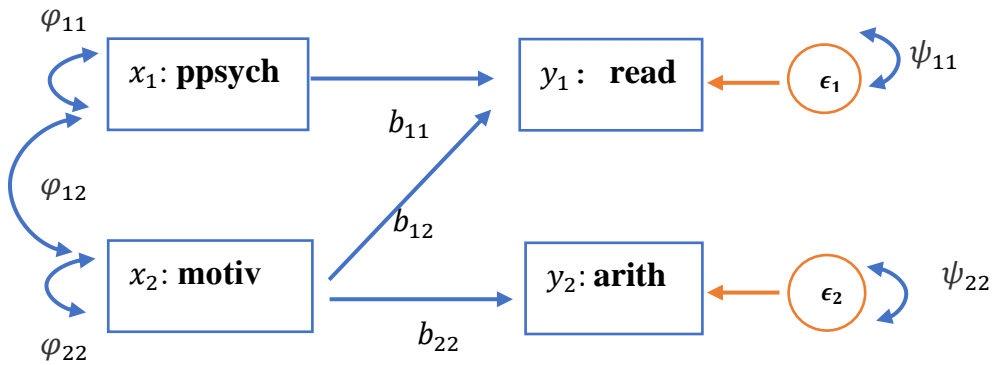 φ₁₁
x₁: ppsych
y₁ : read
ϵ₁
ψ₁₁
b₁₁
φ₁₂
b₁₂
x₂: motiv
y₂: arith
ϵ₂
ψ₂₂
b₂₂
φ₂₂